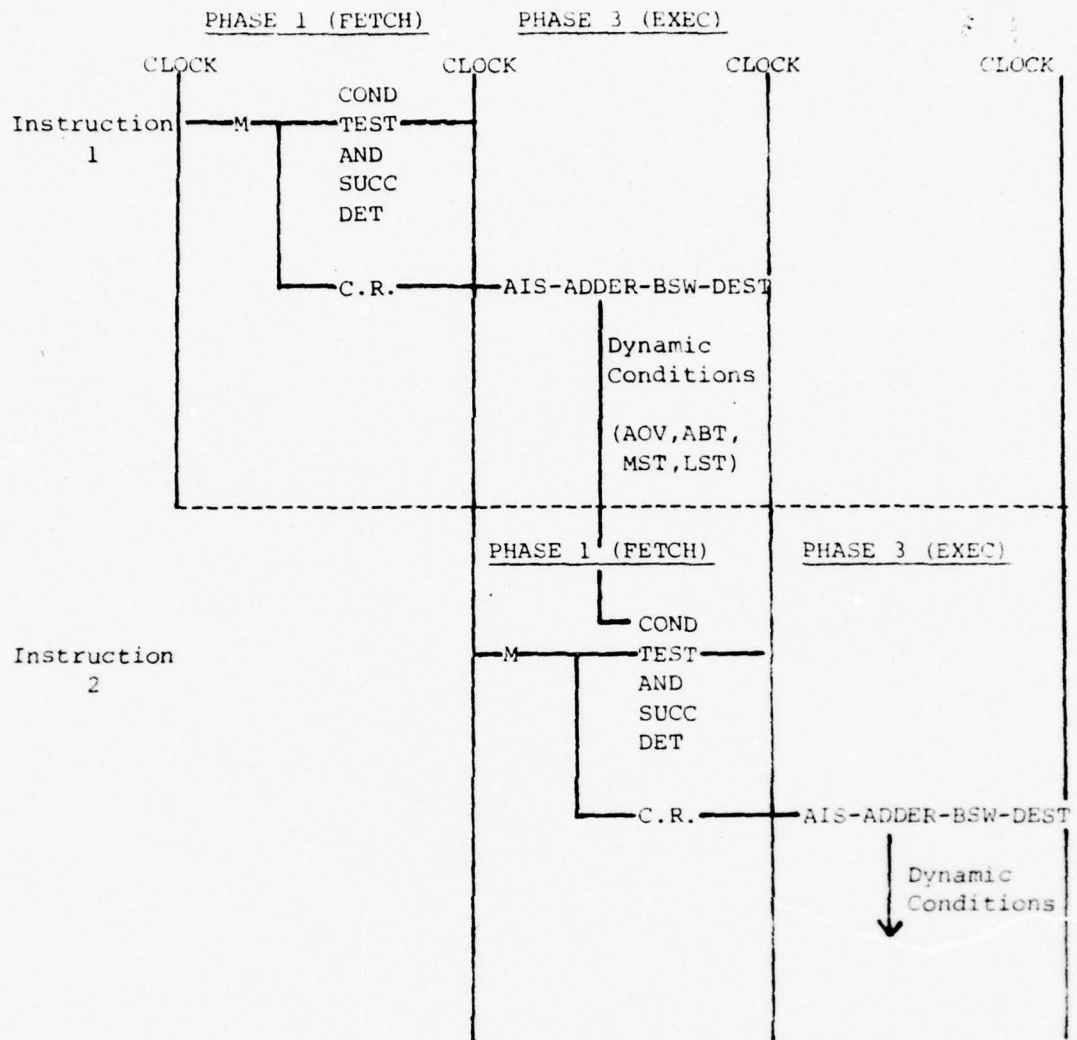 PHASE 1 (FETCH) PHASE 3 (EXEC)
CLOCK CLOCK CLOCK CLOCK
COND
Instruction M TEST
1 AND
SUCC
DET
C.R. AIS-ADDER-BSW-DEST
Dynamic
Conditions
(AOV,ABT,
MST,LST)
PHASE 1 (FETCH) PHASE 3 (EXEC)
COND
Instruction M TEST
2 AND
SUCC
DET
C.R. AIS-ADDER-BSW-DEST
Dynamic
Conditions